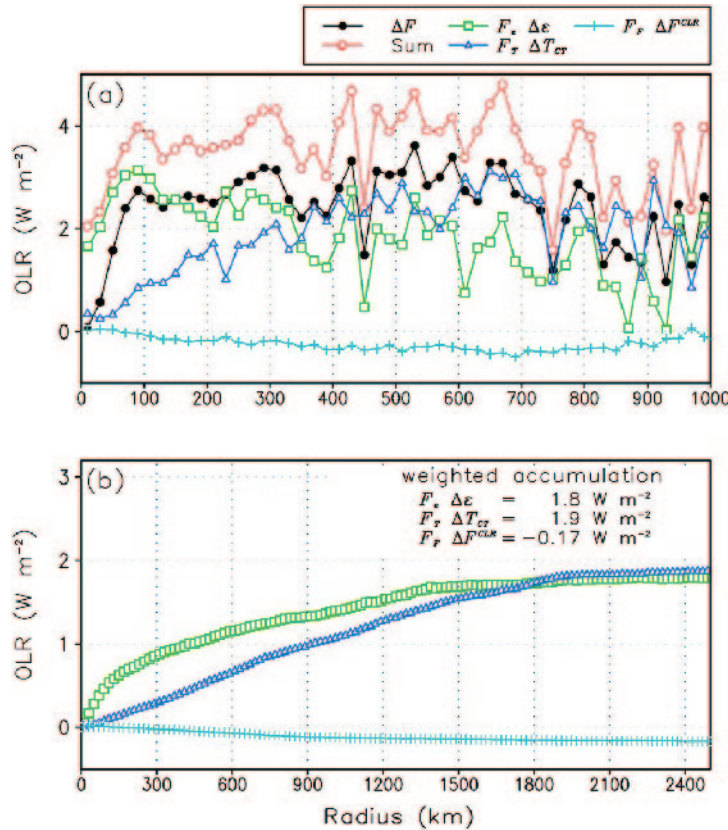 ΔF Fₑ Δε F_F ΔF^CLR
Sum F_T ΔT_CT
(a)
OLR (W m⁻²)
4
2
0
0 100 200 300 400 500 600 700 800 900 1000
(b)
weighted accumulation
Fₑ Δε = 1.8 W m⁻²
F_T ΔT_CT = 1.9 W m⁻²
F_F ΔF^CLR = −0.17 W m⁻²
OLR (W m⁻²)
3
2
1
0
0 300 600 900 1200 1500 1800 2100 2400
Radius (km)